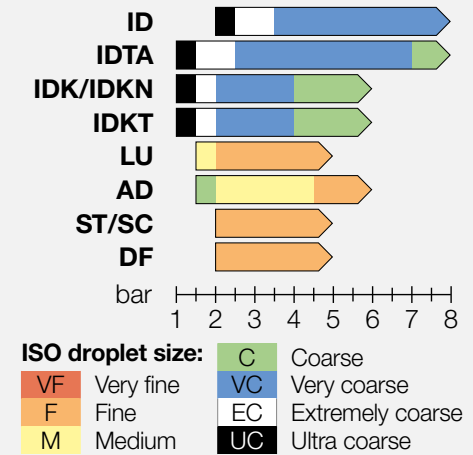 ID
IDTA
IDK/IDKN
IDKT
LU
AD
ST/SC
DF
bar
1 2 3 4 5 6 7 8
ISO droplet size:
VF Very fine
F Fine
M Medium
C Coarse
VC Very coarse
EC Extremely coarse
UC Ultra coarse